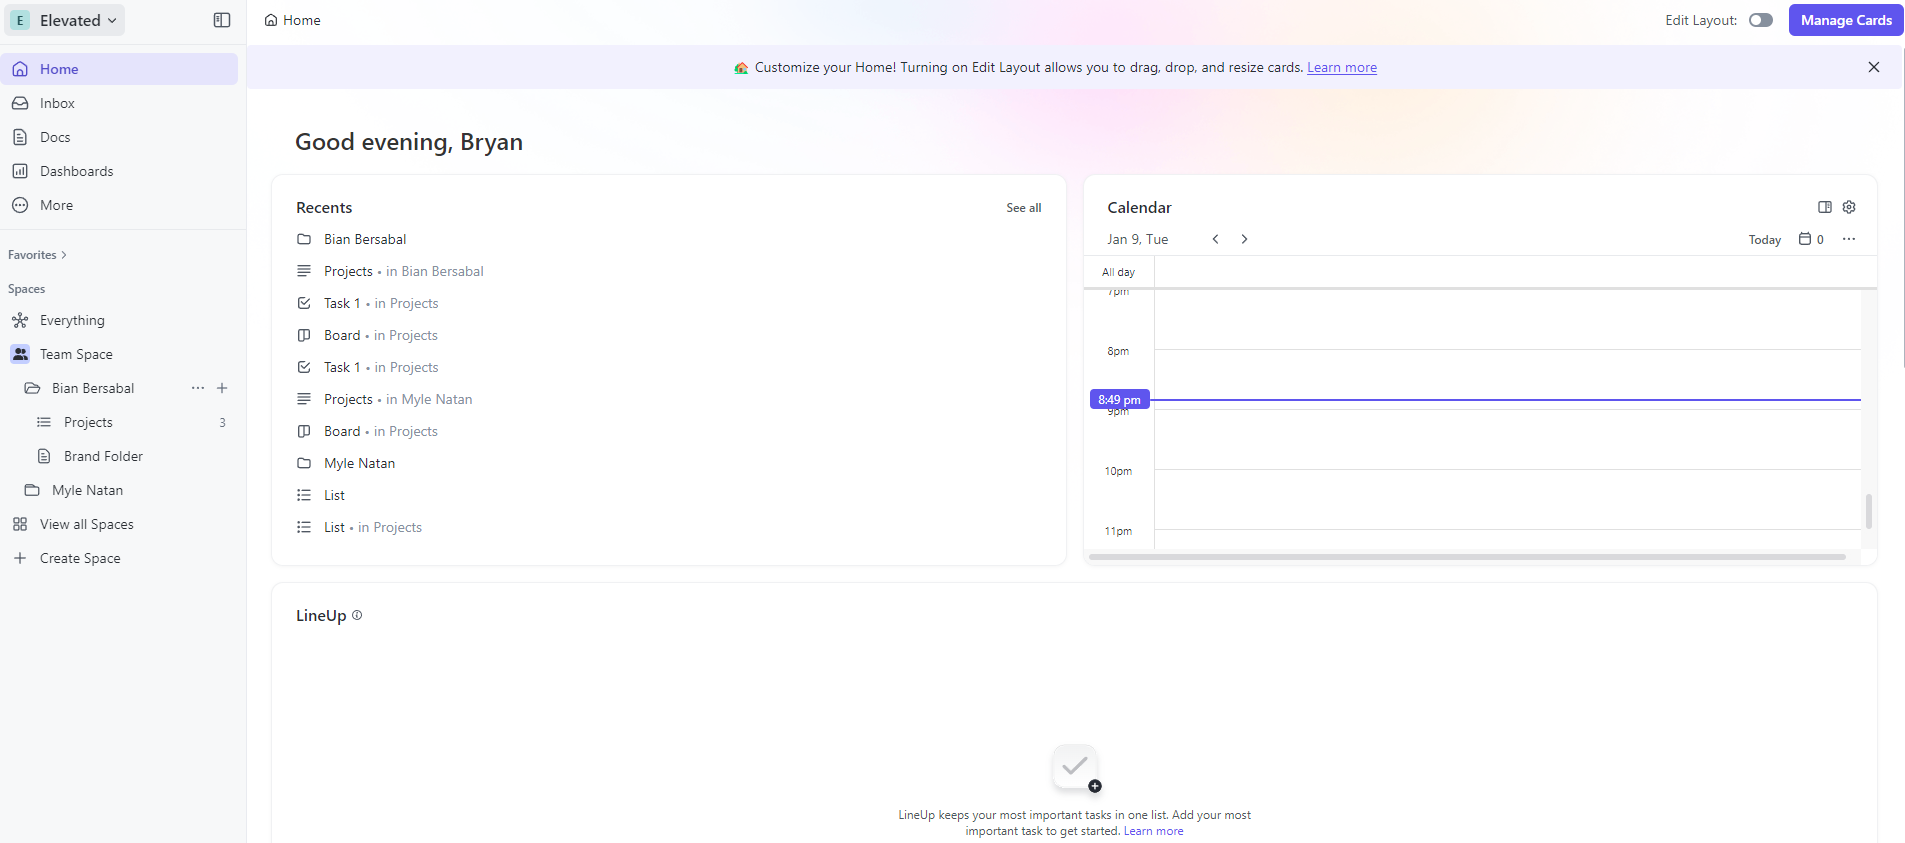 E Elevated
Home
Edit Layout:
Manage Cards
Customize your Home! Turning on Edit Layout allows you to drag, drop, and resize cards. Learn more
Home
Inbox
Docs
Dashboards
More
Favorites
Spaces
Everything
Team Space
Bian Bersabal
Projects 3
Brand Folder
Myle Natan
View all Spaces
Create Space
Good evening, Bryan
Recents
See all
Bian Bersabal
Projects • in Bian Bersabal
Task 1 • in Projects
Board • in Projects
Task 1 • in Projects
Projects • in Myle Natan
Board • in Projects
Myle Natan
List
List • in Projects
Calendar
Jan 9, Tue
Today
0
All day
7pm
8pm
8:49 pm
9pm
10pm
11pm
LineUp
LineUp keeps your most important tasks in one list. Add your most
important task to get started. Learn more